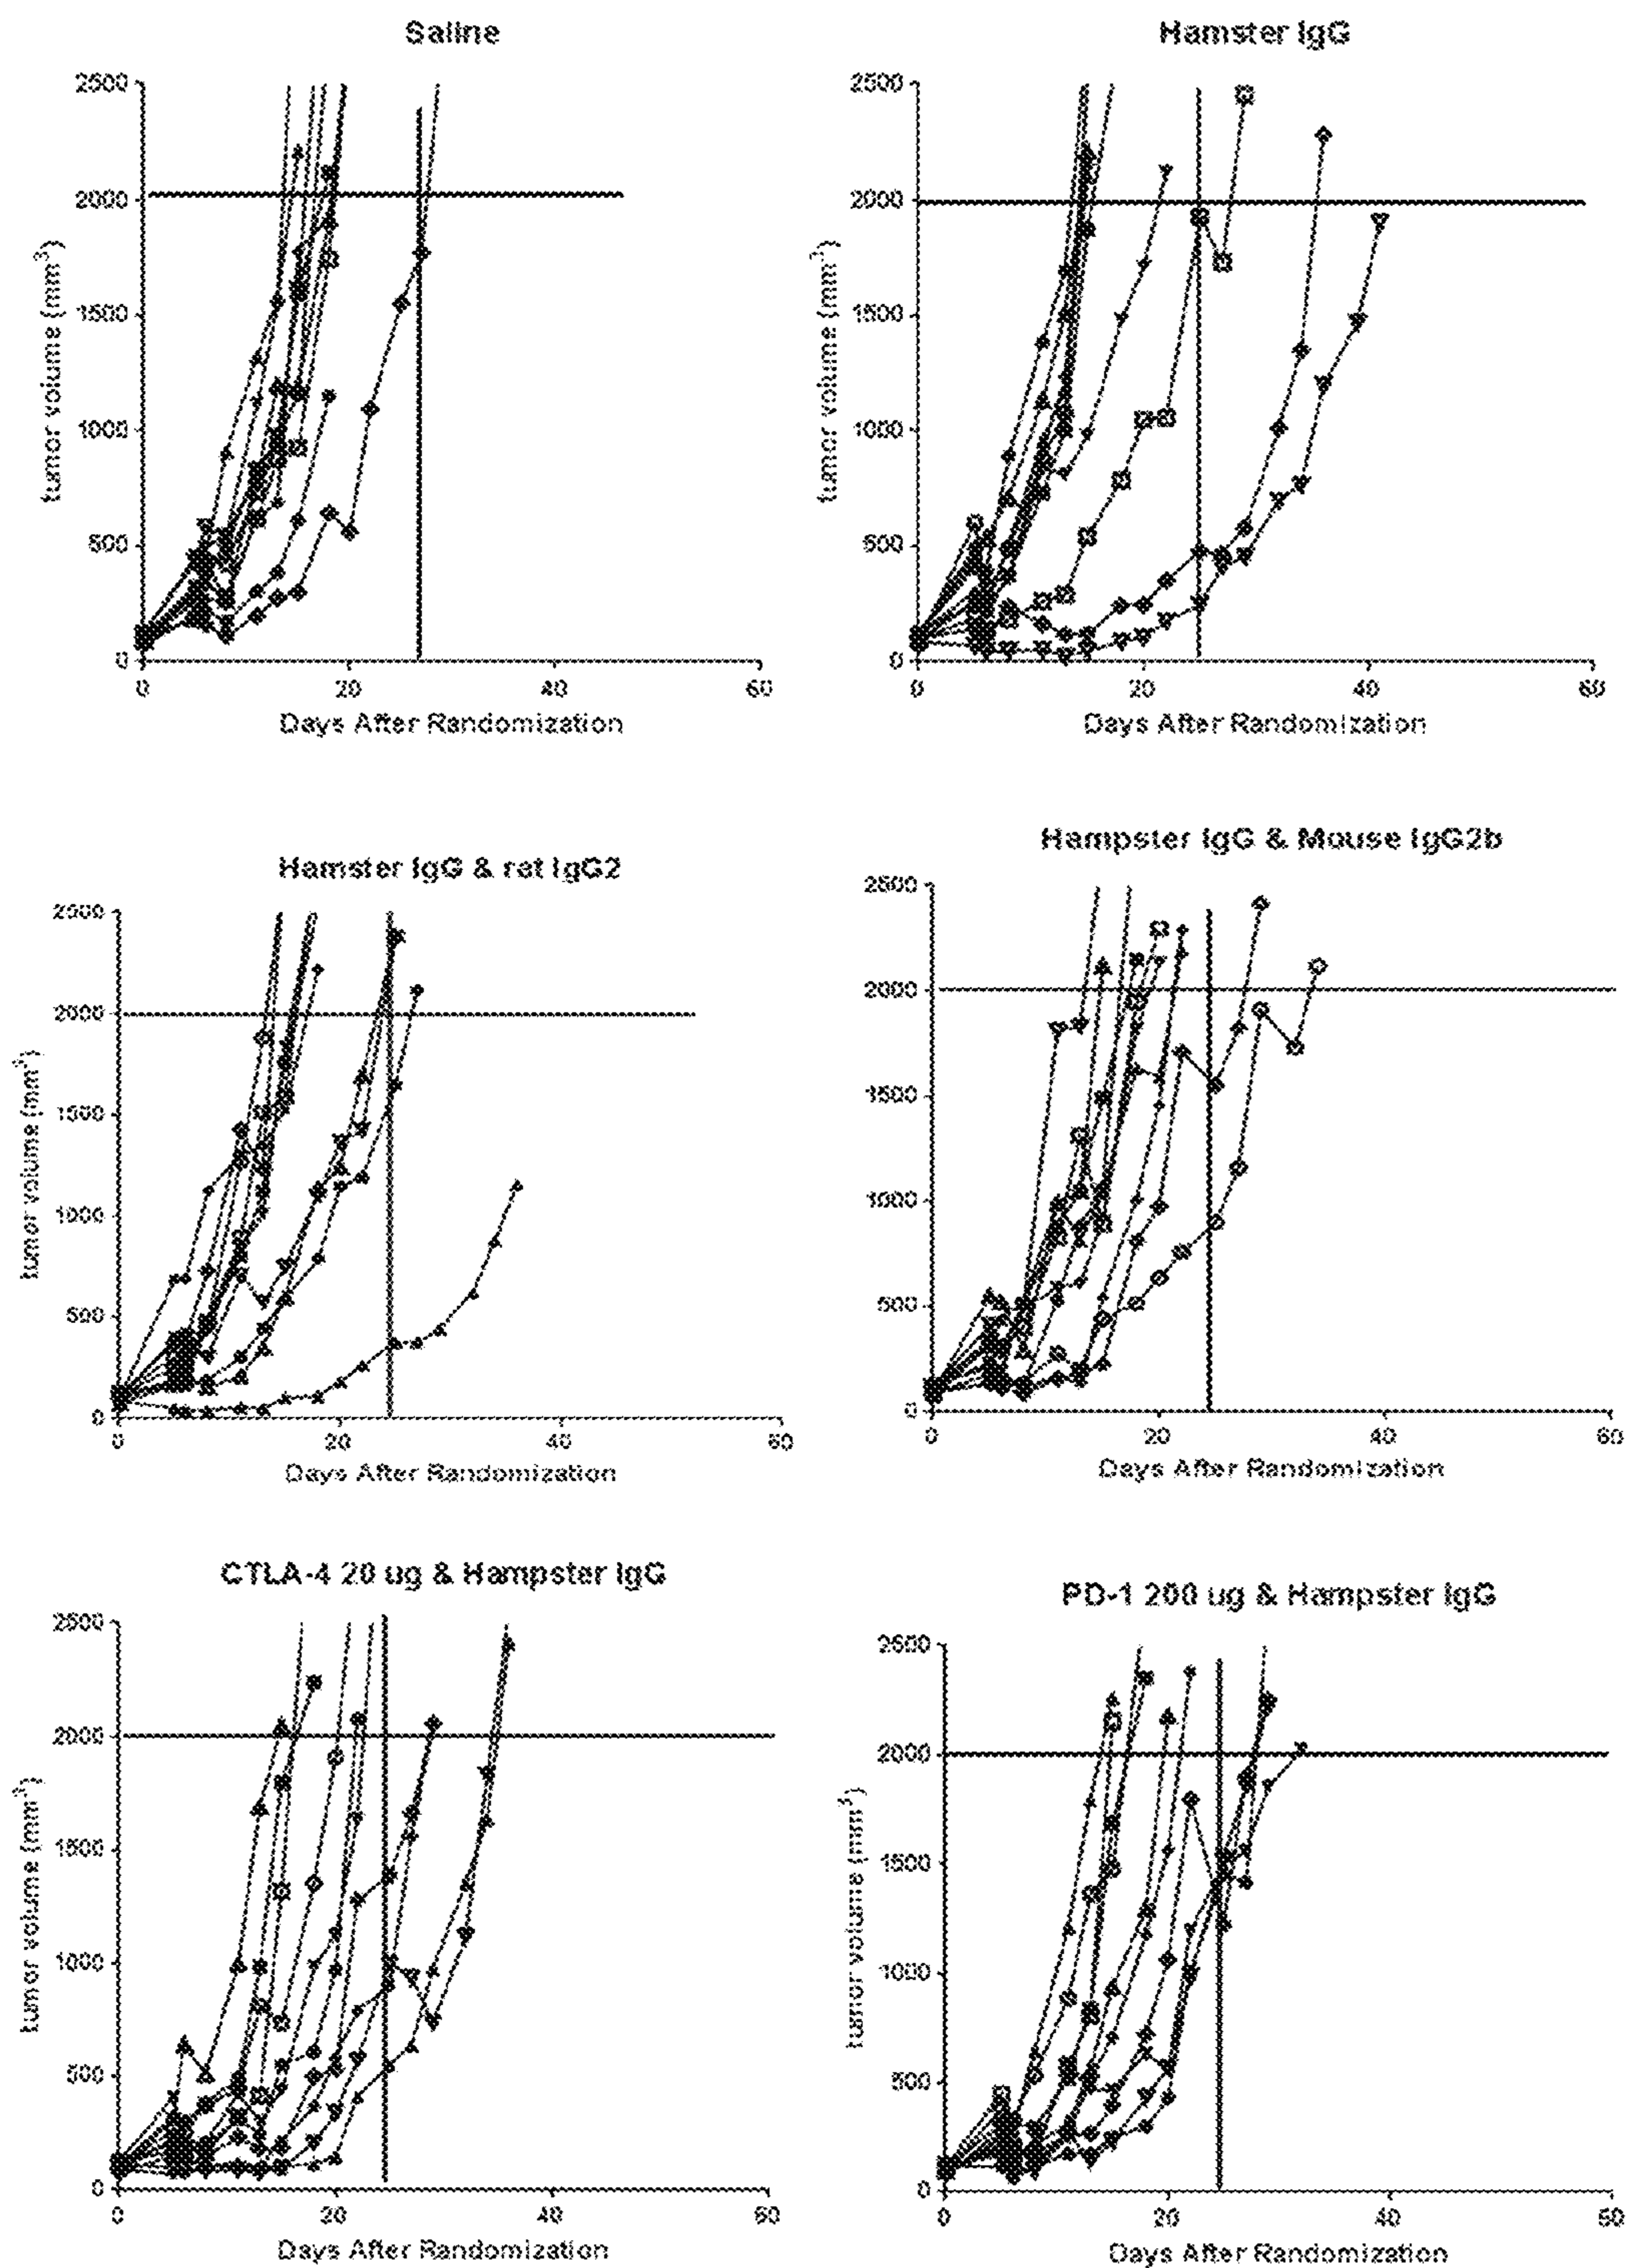 Saline
2500
2000
1500
1000
500
0
0 20 40 60
tumor volume (mm³)
Days After Randomization
Hamster IgG
2500
2000
1500
1000
500
0
0 20 40 60
tumor volume (mm³)
Days After Randomization
Hamster IgG & rat IgG2
2500
2000
1500
1000
500
0
0 20 40 60
tumor volume (mm³)
Days After Randomization
Hampster IgG & Mouse IgG2b
2500
2000
1500
1000
500
0
0 20 40 60
tumor volume (mm³)
Days After Randomization
CTLA-4 20 ug & Hampster IgG
2500
2000
1500
1000
500
0
0 20 40 60
tumor volume (mm³)
Days After Randomization
PD-1 200 ug & Hampster IgG
2500
2000
1500
1000
500
0
0 20 40 60
tumor volume (mm³)
Days After Randomization